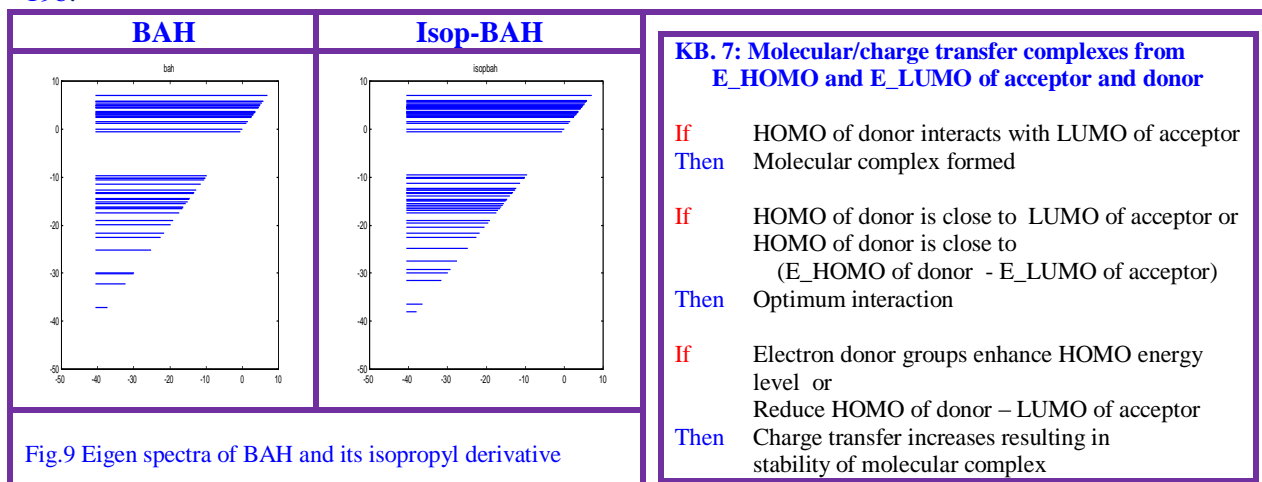 BAH
Isop-BAH
bah
10
0
-10
-20
-30
-40
-50
-50 -40 -30 -20 -10 0 10
isopbah
10
0
-10
-20
-30
-40
-50
-50 -40 -30 -20 -10 0 10
Fig.9 Eigen spectra of BAH and its isopropyl derivative
KB. 7: Molecular/charge transfer complexes from
E_HOMO and E_LUMO of acceptor and donor
If HOMO of donor interacts with LUMO of acceptor
Then Molecular complex formed
If HOMO of donor is close to LUMO of acceptor or
HOMO of donor is close to
(E_HOMO of donor - E_LUMO of acceptor)
Then Optimum interaction
If Electron donor groups enhance HOMO energy
level or
Reduce HOMO of donor – LUMO of acceptor
Then Charge transfer increases resulting in
stability of molecular complex